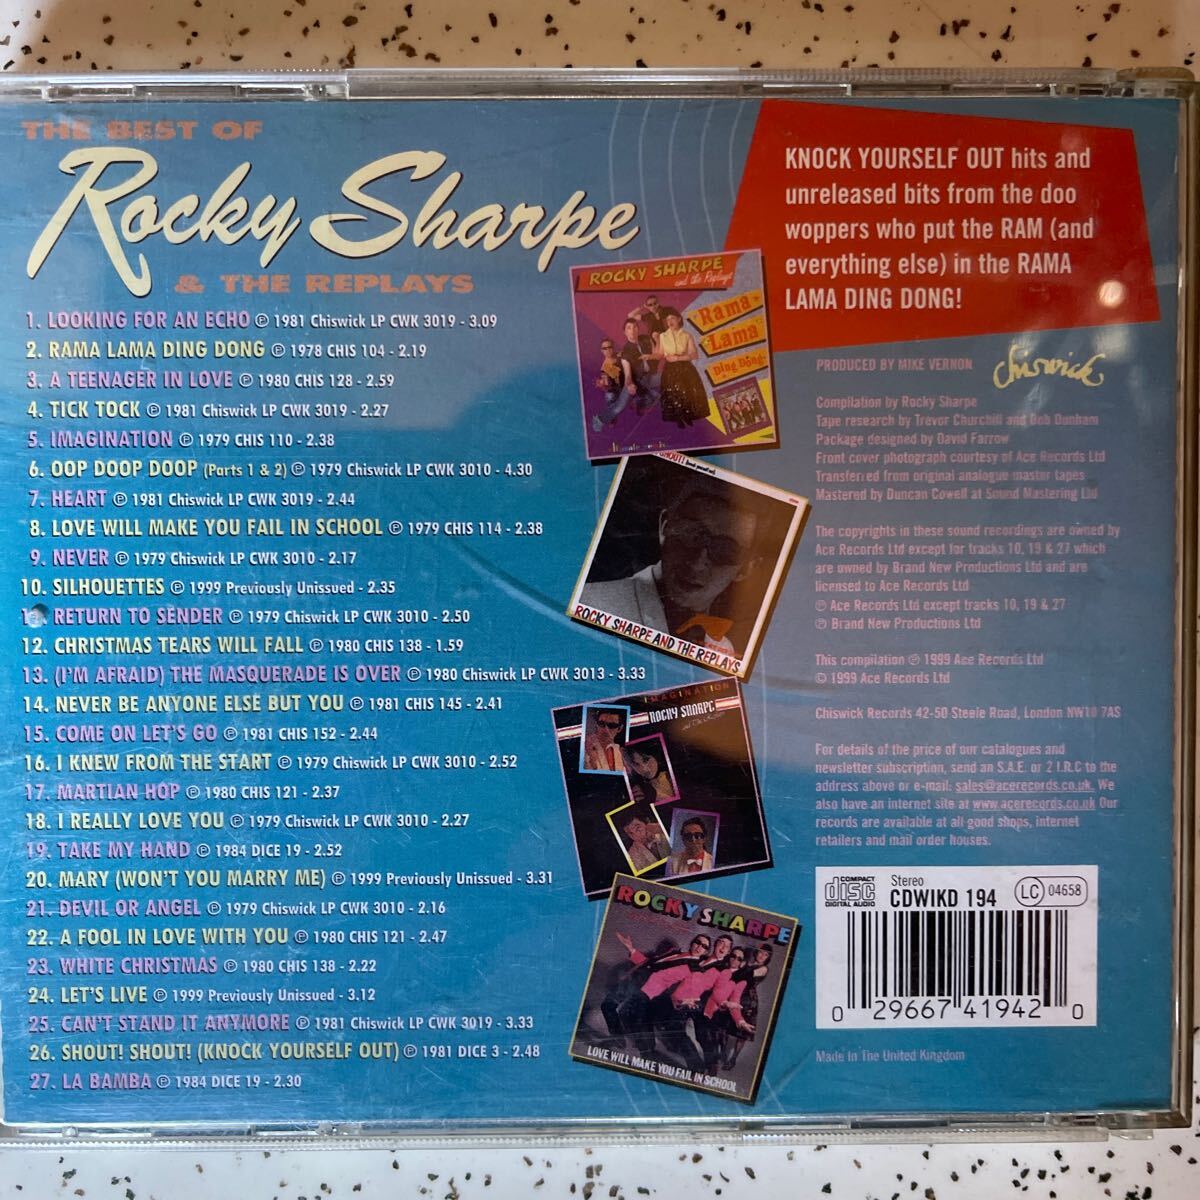 THE BEST OF
Rocky Sharpe
& THE REPLAYS
1. LOOKING FOR AN ECHO ℗ 1981 Chiswick LP CWK 3019 - 3.09
2. RAMA LAMA DING DONG ℗ 1978 CHIS 104 - 2.19
3. A TEENAGER IN LOVE ℗ 1980 CHIS 128 - 2.59
4. TICK TOCK ℗ 1981 Chiswick LP CWK 3019 - 2.27
5. IMAGINATION ℗ 1979 CHIS 110 - 2.38
6. OOP DOOP DOOP (Parts 1 & 2) ℗ 1979 Chiswick LP CWK 3010 - 4.30
7. HEART ℗ 1981 Chiswick LP CWK 3019 - 2.44
8. LOVE WILL MAKE YOU FAIL IN SCHOOL ℗ 1979 CHIS 114 - 2.38
9. NEVER ℗ 1979 Chiswick LP CWK 3010 - 2.17
10. SILHOUETTES ℗ 1999 Previously Unissued - 2.35
11. RETURN TO SENDER ℗ 1979 Chiswick LP CWK 3010 - 2.50
12. CHRISTMAS TEARS WILL FALL ℗ 1980 CHIS 138 - 1.59
13. (I'M AFRAID) THE MASQUERADE IS OVER ℗ 1980 Chiswick LP CWK 3013 - 3.33
14. NEVER BE ANYONE ELSE BUT YOU ℗ 1981 CHIS 145 - 2.41
15. COME ON LET'S GO ℗ 1981 CHIS 152 - 2.44
16. I KNEW FROM THE START ℗ 1979 Chiswick LP CWK 3010 - 2.52
17. MARTIAN HOP ℗ 1980 CHIS 121 - 2.37
18. I REALLY LOVE YOU ℗ 1979 Chiswick LP CWK 3010 - 2.27
19. TAKE MY HAND ℗ 1984 DICE 19 - 2.52
20. MARY (WON'T YOU MARRY ME) ℗ 1999 Previously Unissued - 3.31
21. DEVIL OR ANGEL ℗ 1979 Chiswick LP CWK 3010 - 2.16
22. A FOOL IN LOVE WITH YOU ℗ 1980 CHIS 121 - 2.47
23. WHITE CHRISTMAS ℗ 1980 CHIS 138 - 2.22
24. LET'S LIVE ℗ 1999 Previously Unissued - 3.12
25. CAN'T STAND IT ANYMORE ℗ 1981 Chiswick LP CWK 3019 - 3.33
26. SHOUT! SHOUT! (KNOCK YOURSELF OUT) ℗ 1981 DICE 3 - 2.48
27. LA BAMBA ℗ 1984 DICE 19 - 2.30
ROCKY SHARPE
and the Replays
Rama
Lama
Ding Dong
ROCKY SHARPE AND THE REPLAYS
IMAGINATION
ROCKY SHARPE
ROCKY SHARPE
LOVE WILL MAKE YOU FAIL IN SCHOOL
KNOCK YOURSELF OUT hits and
unreleased bits from the doo
woppers who put the RAM (and
everything else) in the RAMA
LAMA DING DONG!
PRODUCED BY MIKE VERNON
Chiswick
Compilation by Rocky Sharpe
Tape research by Trevor Churchill and Bob Dunham
Package designed by David Farrow
Front cover photograph courtesy of Ace Records Ltd
Transferred from original analogue master tapes
Mastered by Duncan Cowell at Sound Mastering Ltd
The copyrights in these sound recordings are owned by
Ace Records Ltd except for tracks 10, 19 & 27 which
are owned by Brand New Productions Ltd and are
licensed to Ace Records Ltd
℗ Ace Records Ltd except tracks 10, 19 & 27
℗ Brand New Productions Ltd
This compilation ℗ 1999 Ace Records Ltd
© 1999 Ace Records Ltd
Chiswick Records 42-50 Steele Road, London NW10 7AS
For details of the price of our catalogues and
newsletter subscription, send an S.A.E. or 2 I.R.C to the
address above or e-mail: sales@acerecords.co.uk. We
also have an internet site at www.acerecords.co.uk Our
records are available at all good shops, internet
retailers and mail order houses.
COMPACT
disc
DIGITAL AUDIO
Stereo
CDWIKD 194
LC 04658
0 29667 41942 0
Made in The United Kingdom